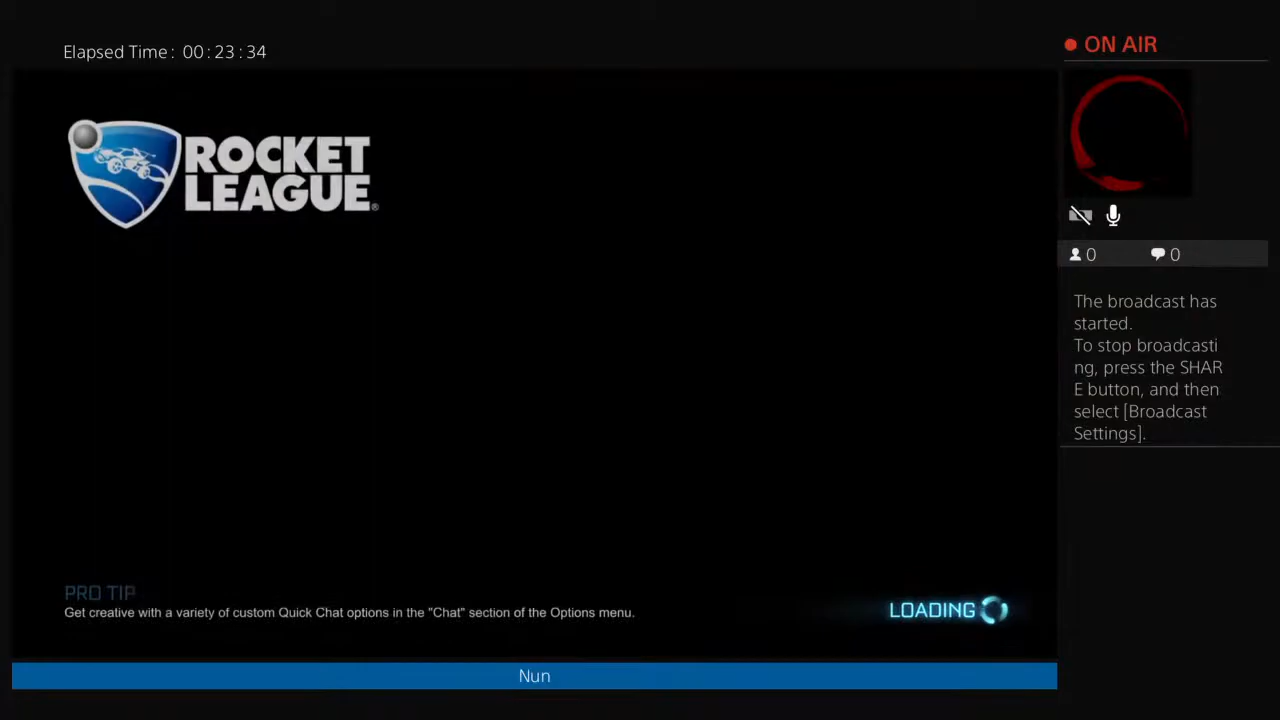 Elapsed Time: 00:23:34
ON AIR
ROCKET
LEAGUE®
0 0
The broadcast has
started.
To stop broadcasti
ng, press the SHAR
E button, and then
select [Broadcast
Settings].
PRO TIP
Get creative with a variety of custom Quick Chat options in the "Chat" section of the Options menu.
LOADING
Nun